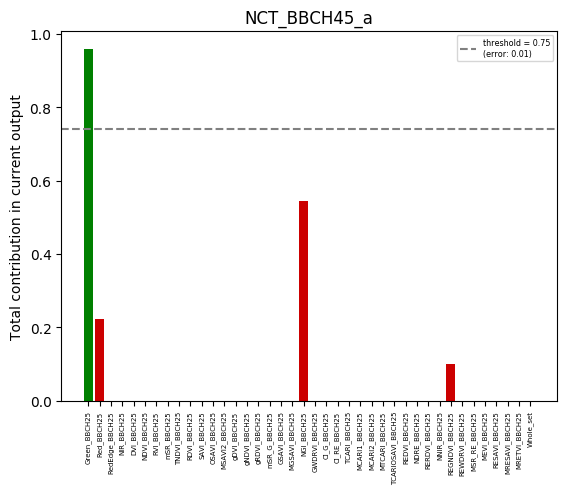 NCT_BBCH45_a
threshold = 0.75
(error: 0.01)
Total contribution in current output
1.0
0.8
0.6
0.4
0.2
0.0
Green_BBCH25
Red_BBCH25
RedEdge_BBCH25
NIR_BBCH25
DVI_BBCH25
NDVI_BBCH25
RVI_BBCH25
mSR_BBCH25
TNDVI_BBCH25
RDVI_BBCH25
SAVI_BBCH25
OSAVI_BBCH25
MSAVI2_BBCH25
gDVI_BBCH25
gNDVI_BBCH25
gRDVI_BBCH25
mSR_G_BBCH25
GSAVI_BBCH25
MGSAVI_BBCH25
NGI_BBCH25
GWDRVI_BBCH25
CI_G_BBCH25
CI_RE_BBCH25
TCARI_BBCH25
MCARI1_BBCH25
MCARI2_BBCH25
MTCARI_BBCH25
TCARIOSAVI_BBCH25
REDVI_BBCH25
NDRE_BBCH25
RERDVI_BBCH25
NNIR_BBCH25
REGNDVI_BBCH25
REWDRVI_BBCH25
MSR_RE_BBCH25
MEVI_BBCH25
RESAVI_BBCH25
MRESAVI_BBCH25
MRETVI_BBCH25
Whole_set